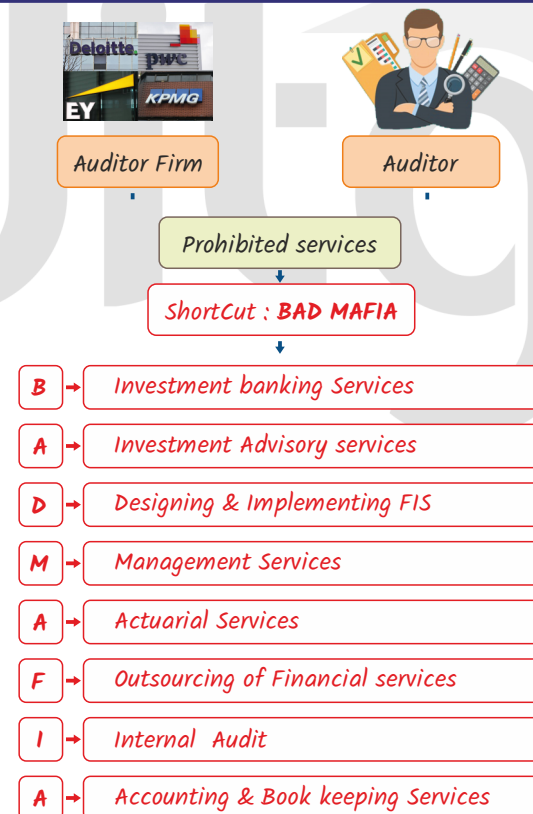 Deloitte.
pwc
EY
KPMG
Auditor Firm
Auditor
Prohibited services
ShortCut : BAD MAFIA
B Investment banking Services
A Investment Advisory services
D Designing & Implementing FIS
M Management Services
A Actuarial Services
F Outsourcing of Financial services
I Internal Audit
A Accounting & Book keeping Services